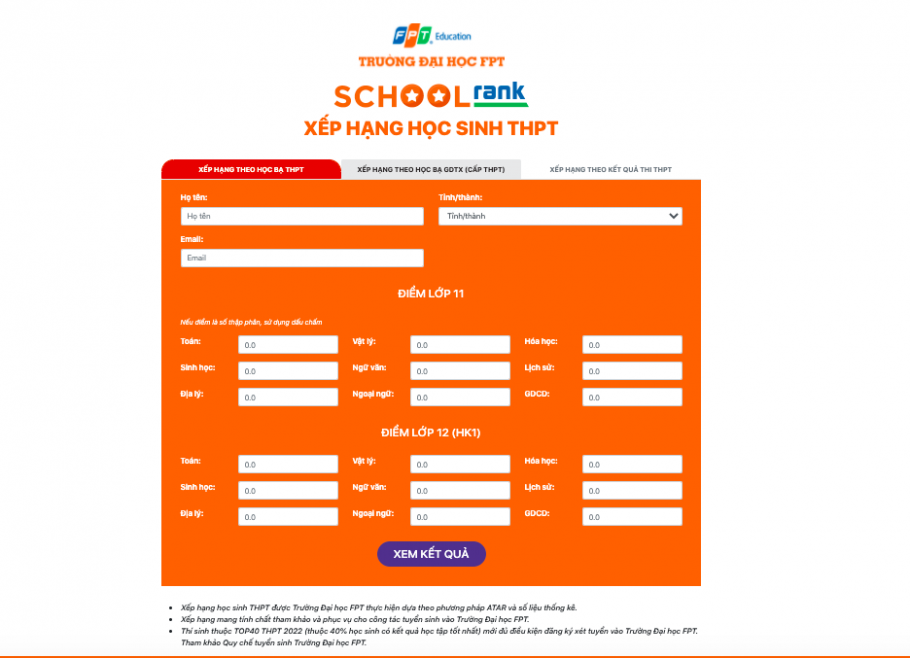 FPT Education
TRƯỜNG ĐẠI HỌC FPT
SCHOOL rank
XẾP HẠNG HỌC SINH THPT
XẾP HẠNG THEO HỌC BẠ THPT
XẾP HẠNG THEO HỌC BẠ GDTX (CẤP THPT)
XẾP HẠNG THEO KẾT QUẢ THI THPT
Họ tên: Tỉnh/thành:
Họ tên Tỉnh/thành
Email:
Email
ĐIỂM LỚP 11
Nếu điểm là số thập phân, sử dụng dấu chấm
Toán: 0.0 Vật lý: 0.0 Hóa học: 0.0
Sinh học: 0.0 Ngữ văn: 0.0 Lịch sử: 0.0
Địa lý: 0.0 Ngoại ngữ: 0.0 GDCD: 0.0
ĐIỂM LỚP 12 (HK1)
Toán: 0.0 Vật lý: 0.0 Hóa học: 0.0
Sinh học: 0.0 Ngữ văn: 0.0 Lịch sử: 0.0
Địa lý: 0.0 Ngoại ngữ: 0.0 GDCD: 0.0
XEM KẾT QUẢ
• Xếp hạng học sinh THPT được Trường Đại học FPT thực hiện dựa theo phương pháp ATAR và số liệu thống kê.
• Xếp hạng mang tính chất tham khảo và phục vụ cho công tác tuyển sinh vào Trường Đại học FPT.
• Thí sinh thuộc TOP40 THPT 2022 (thuộc 40% học sinh có kết quả học tập tốt nhất) mới đủ điều kiện đăng ký xét tuyển vào Trường Đại học FPT.
Tham khảo Quy chế tuyển sinh Trường Đại học FPT.